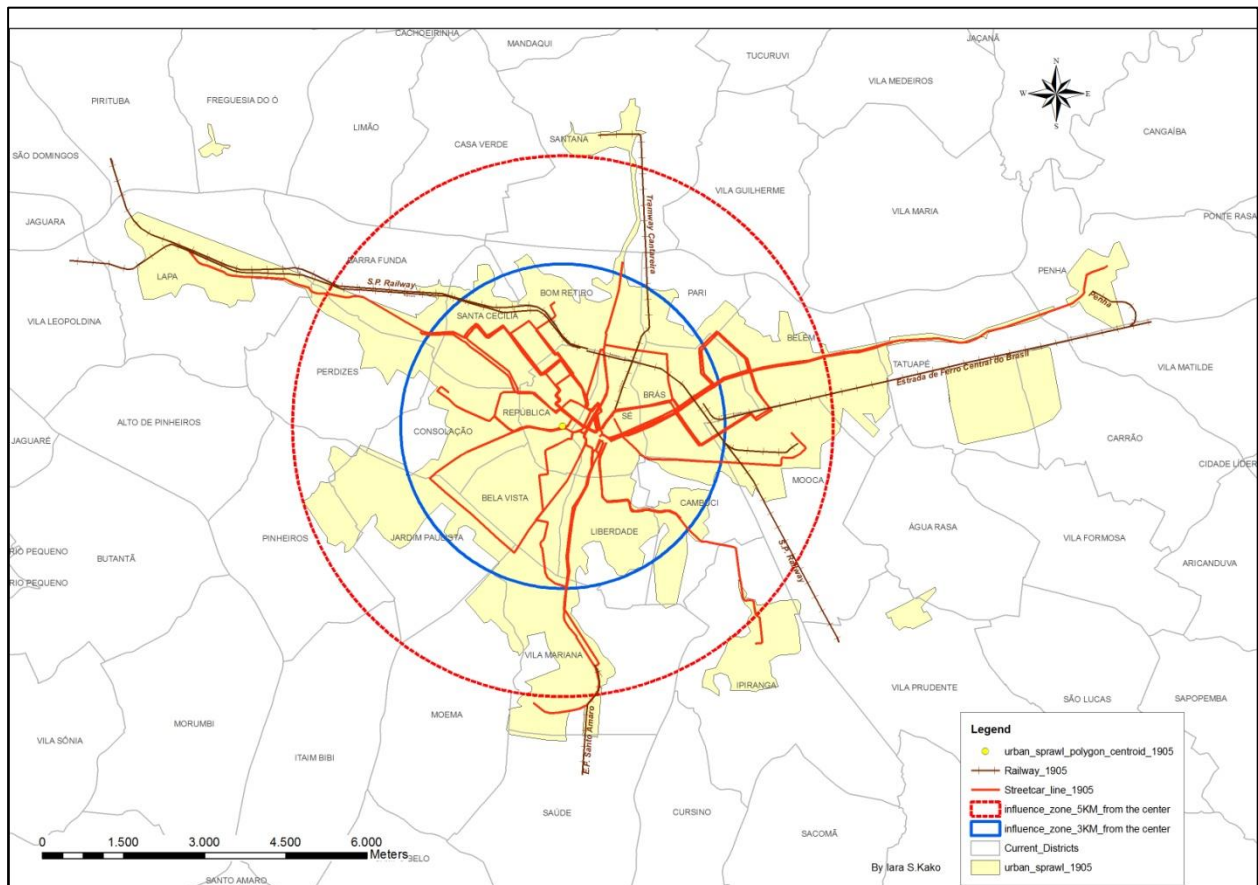 CACHOEIRINHA
MANDAQUI
JAÇANÃ
TUCURUVI
VILA MEDEIROS
PIRITUBA
FREGUESIA DO Ó
LIMÃO
CANGAÍBA
N
W E
S
SANTANA
CASA VERDE
SÃO DOMINGOS
VILA GUILHERME
VILA MARIA
PONTE RASA
JAGUARA
Tramway Cantareira
BARRA FUNDA
LAPA
PENHA
S.P. Railway
BOM RETIRO
PARI
Penha
SANTA CECÍLIA
VILA LEOPOLDINA
BELÉM
TATUAPÉ
PERDIZES
VILA MATILDE
Estrada de Ferro Central do Brasil
BRÁS
REPÚBLICA
SÉ
ALTO DE PINHEIROS
CONSOLAÇÃO
JAGUARÉ
CARRÃO
CIDADE LÍDER
MOOCA
BELA VISTA
CAMBUCI
ÁGUA RASA
LIBERDADE
PINHEIROS
JARDIM PAULISTA
VILA FORMOSA
RIO PEQUENO
BUTANTÃ
S.P. Railway
ARICANDUVA
RIO PEQUENO
VILA MARIANA
IPIRANGA
VILA PRUDENTE
SÃO LUCAS
SAPOPEMBA
MOEMA
E.F. Santo Amaro
MORUMBI
VILA SÔNIA
ITAIM BIBI
SAÚDE
CURSINO
SACOMÃ
Legend
urban_sprawl_polygon_centroid_1905
Railway_1905
Streetcar_line_1905
influence_zone_5KM_from the center
influence_zone_3KM_from the center
Current_Districts
urban_sprawl_1905
0 1.500 3.000 4.500 6.000
Meters
BELO
SANTO AMARO
By Iara S.Kako